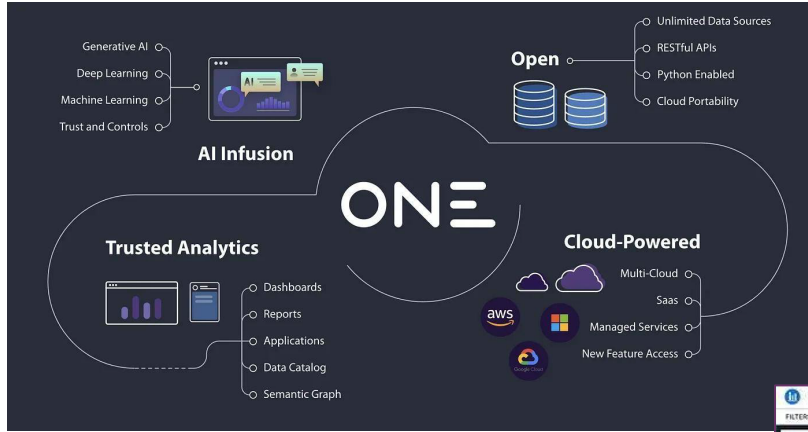 Generative AI
Deep Learning
Machine Learning
Trust and Controls
AI
AI Infusion
Open
Unlimited Data Sources
RESTful APIs
Python Enabled
Cloud Portability
ONE
Trusted Analytics
Dashboards
Reports
Applications
Data Catalog
Semantic Graph
Cloud-Powered
Multi-Cloud
Saas
Managed Services
New Feature Access
aws
Google Cloud
FILTERS